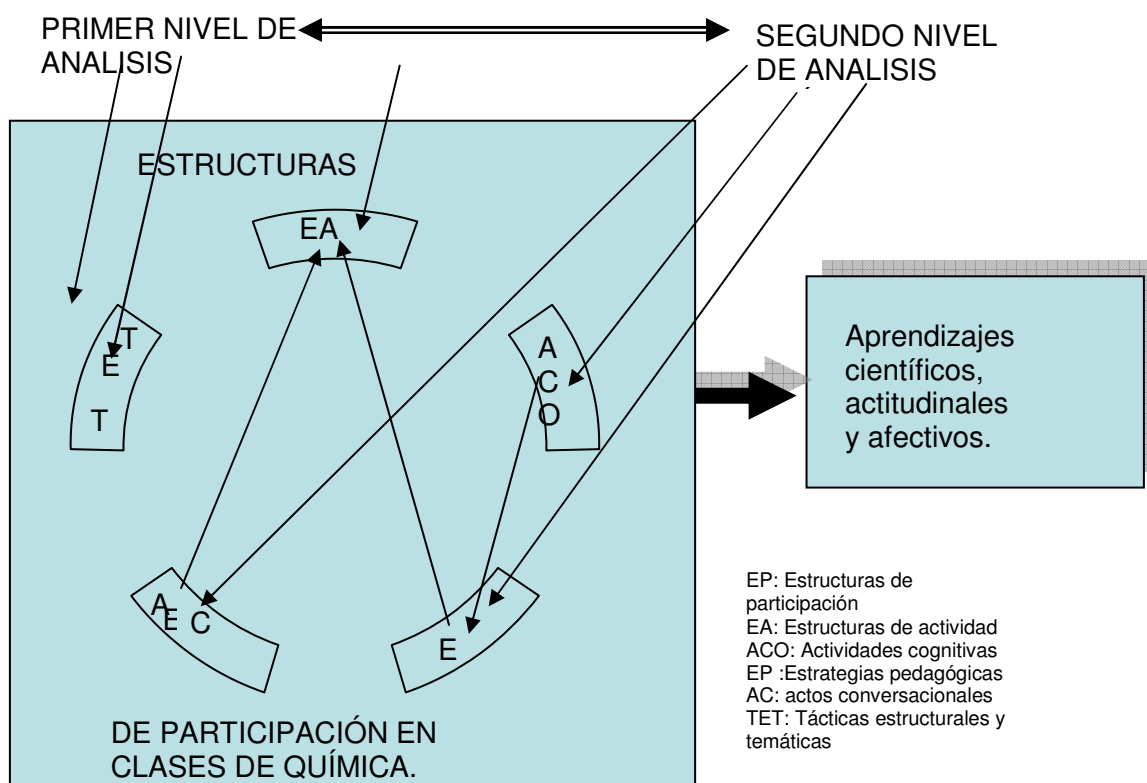 PRIMER NIVEL DE
ANALISIS
SEGUNDO NIVEL
DE ANALISIS
ESTRUCTURAS
EA
T
E
T
A
C
O
A
E C
E
DE PARTICIPACIÓN EN
CLASES DE QUÍMICA.
Aprendizajes
científicos,
actitudinales
y afectivos.
EP: Estructuras de
participación
EA: Estructuras de actividad
ACO: Actividades cognitivas
EP :Estrategias pedagógicas
AC: actos conversacionales
TET: Tácticas estructurales y
temáticas